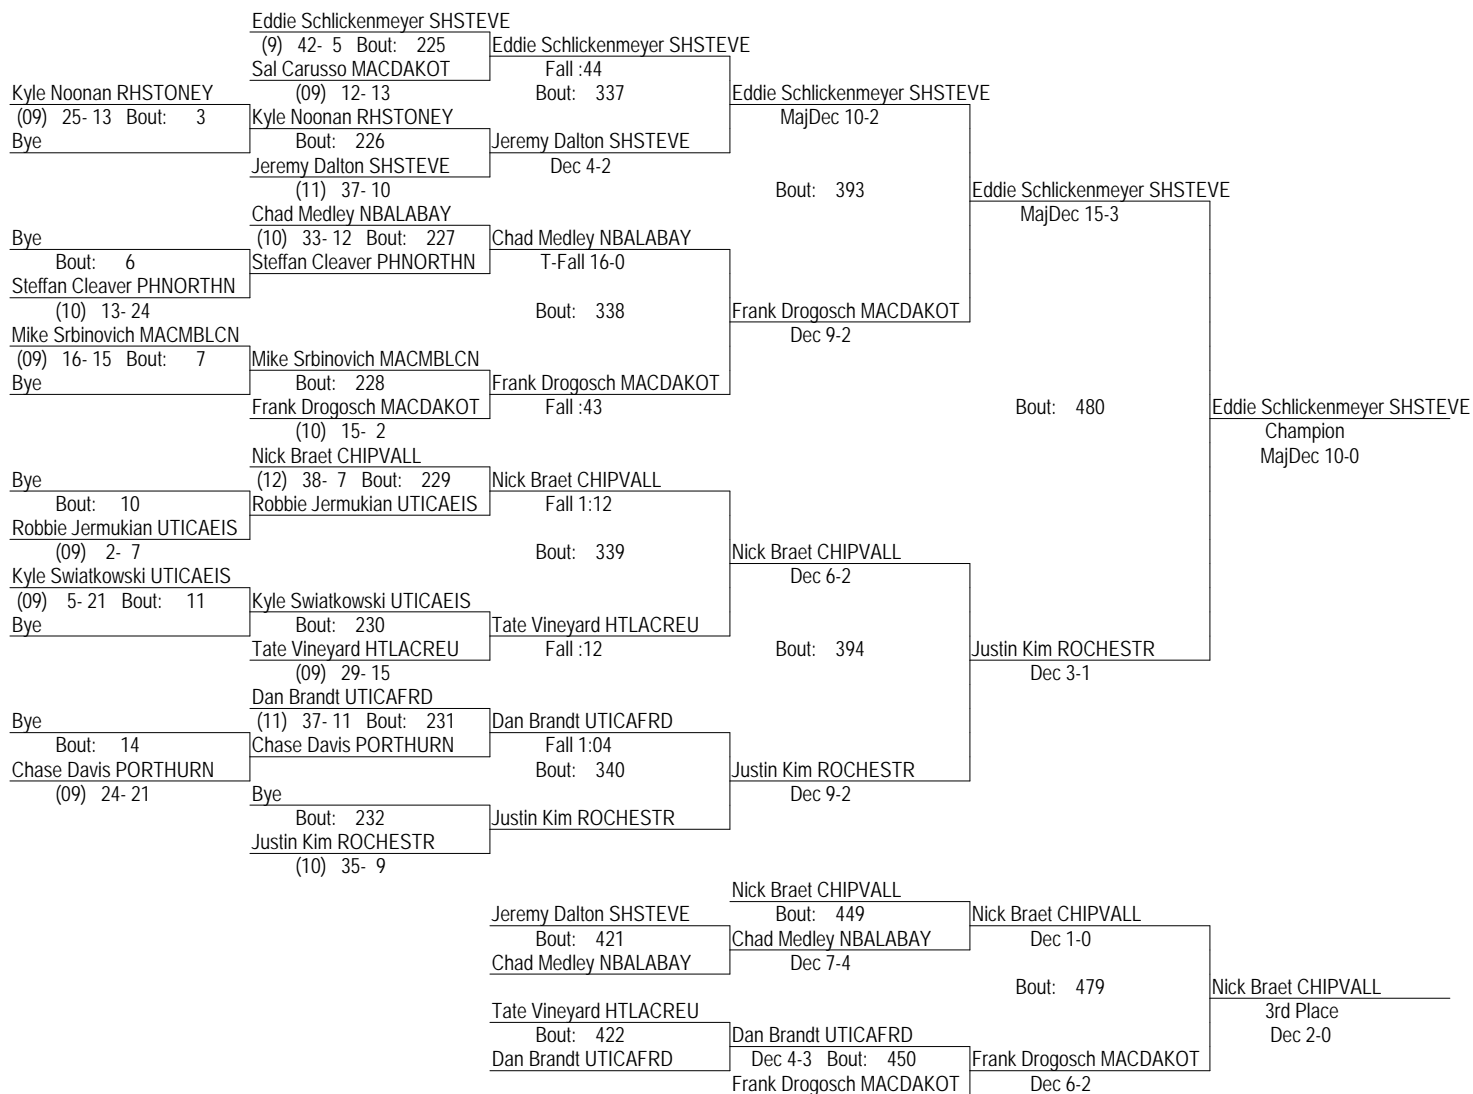 Eddie Schlickenmeyer SHSTEVE
(9) 42- 5 Bout: 225
Eddie Schlickenmeyer SHSTEVE
Sal Carusso MACDAKOT
Fall :44
Kyle Noonan RHSTONEY
(09) 12- 13
Bout: 337
Eddie Schlickenmeyer SHSTEVE
(09) 25- 13 Bout: 3
Kyle Noonan RHSTONEY
MajDec 10-2
Bye
Bout: 226
Jeremy Dalton SHSTEVE
Jeremy Dalton SHSTEVE
Dec 4-2
(11) 37- 10
Bout: 393
Eddie Schlickenmeyer SHSTEVE
Chad Medley NBALABAY
MajDec 15-3
Bye
(10) 33- 12 Bout: 227
Chad Medley NBALABAY
Bout: 6
Steffan Cleaver PHNORTHN
T-Fall 16-0
Steffan Cleaver PHNORTHN
(10) 13- 24
Bout: 338
Frank Drogosch MACDAKOT
Mike Srbinovich MACMBLCN
Dec 9-2
(09) 16- 15 Bout: 7
Mike Srbinovich MACMBLCN
Bye
Bout: 228
Frank Drogosch MACDAKOT
Frank Drogosch MACDAKOT
Fall :43
Bout: 480
Eddie Schlickenmeyer SHSTEVE
(10) 15- 2
Champion
Nick Braet CHIPVALL
MajDec 10-0
Bye
(12) 38- 7 Bout: 229
Nick Braet CHIPVALL
Bout: 10
Robbie Jermukian UTICAEIS
Fall 1:12
Robbie Jermukian UTICAEIS
(09) 2- 7
Bout: 339
Nick Braet CHIPVALL
Kyle Swiatkowski UTICAEIS
Dec 6-2
(09) 5- 21 Bout: 11
Kyle Swiatkowski UTICAEIS
Bye
Bout: 230
Tate Vineyard HTLACREU
Tate Vineyard HTLACREU
Fall :12
Bout: 394
Justin Kim ROCHESTR
(09) 29- 15
Dec 3-1
Dan Brandt UTICAFRD
Bye
(11) 37- 11 Bout: 231
Dan Brandt UTICAFRD
Bout: 14
Chase Davis PORTHURN
Fall 1:04
Chase Davis PORTHURN
Bout: 340
Justin Kim ROCHESTR
(09) 24- 21
Bye
Dec 9-2
Bout: 232
Justin Kim ROCHESTR
Justin Kim ROCHESTR
(10) 35- 9
Nick Braet CHIPVALL
Jeremy Dalton SHSTEVE
Bout: 449
Nick Braet CHIPVALL
Bout: 421
Chad Medley NBALABAY
Dec 1-0
Chad Medley NBALABAY
Dec 7-4
Bout: 479
Nick Braet CHIPVALL
Tate Vineyard HTLACREU
3rd Place
Bout: 422
Dan Brandt UTICAFRD
Dec 2-0
Dan Brandt UTICAFRD
Dec 4-3 Bout: 450
Frank Drogosch MACDAKOT
Frank Drogosch MACDAKOT
Dec 6-2